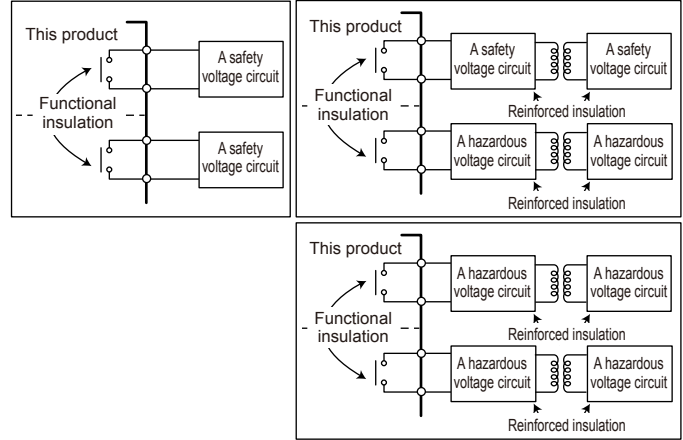 This product
A safety
voltage circuit
Functional
insulation
A safety
voltage circuit
This product
A safety
voltage circuit
A safety
voltage circuit
Reinforced insulation
Functional
insulation
A hazardous
voltage circuit
A hazardous
voltage circuit
Reinforced insulation
This product
A hazardous
voltage circuit
A hazardous
voltage circuit
Reinforced insulation
Functional
insulation
A hazardous
voltage circuit
A hazardous
voltage circuit
Reinforced insulation